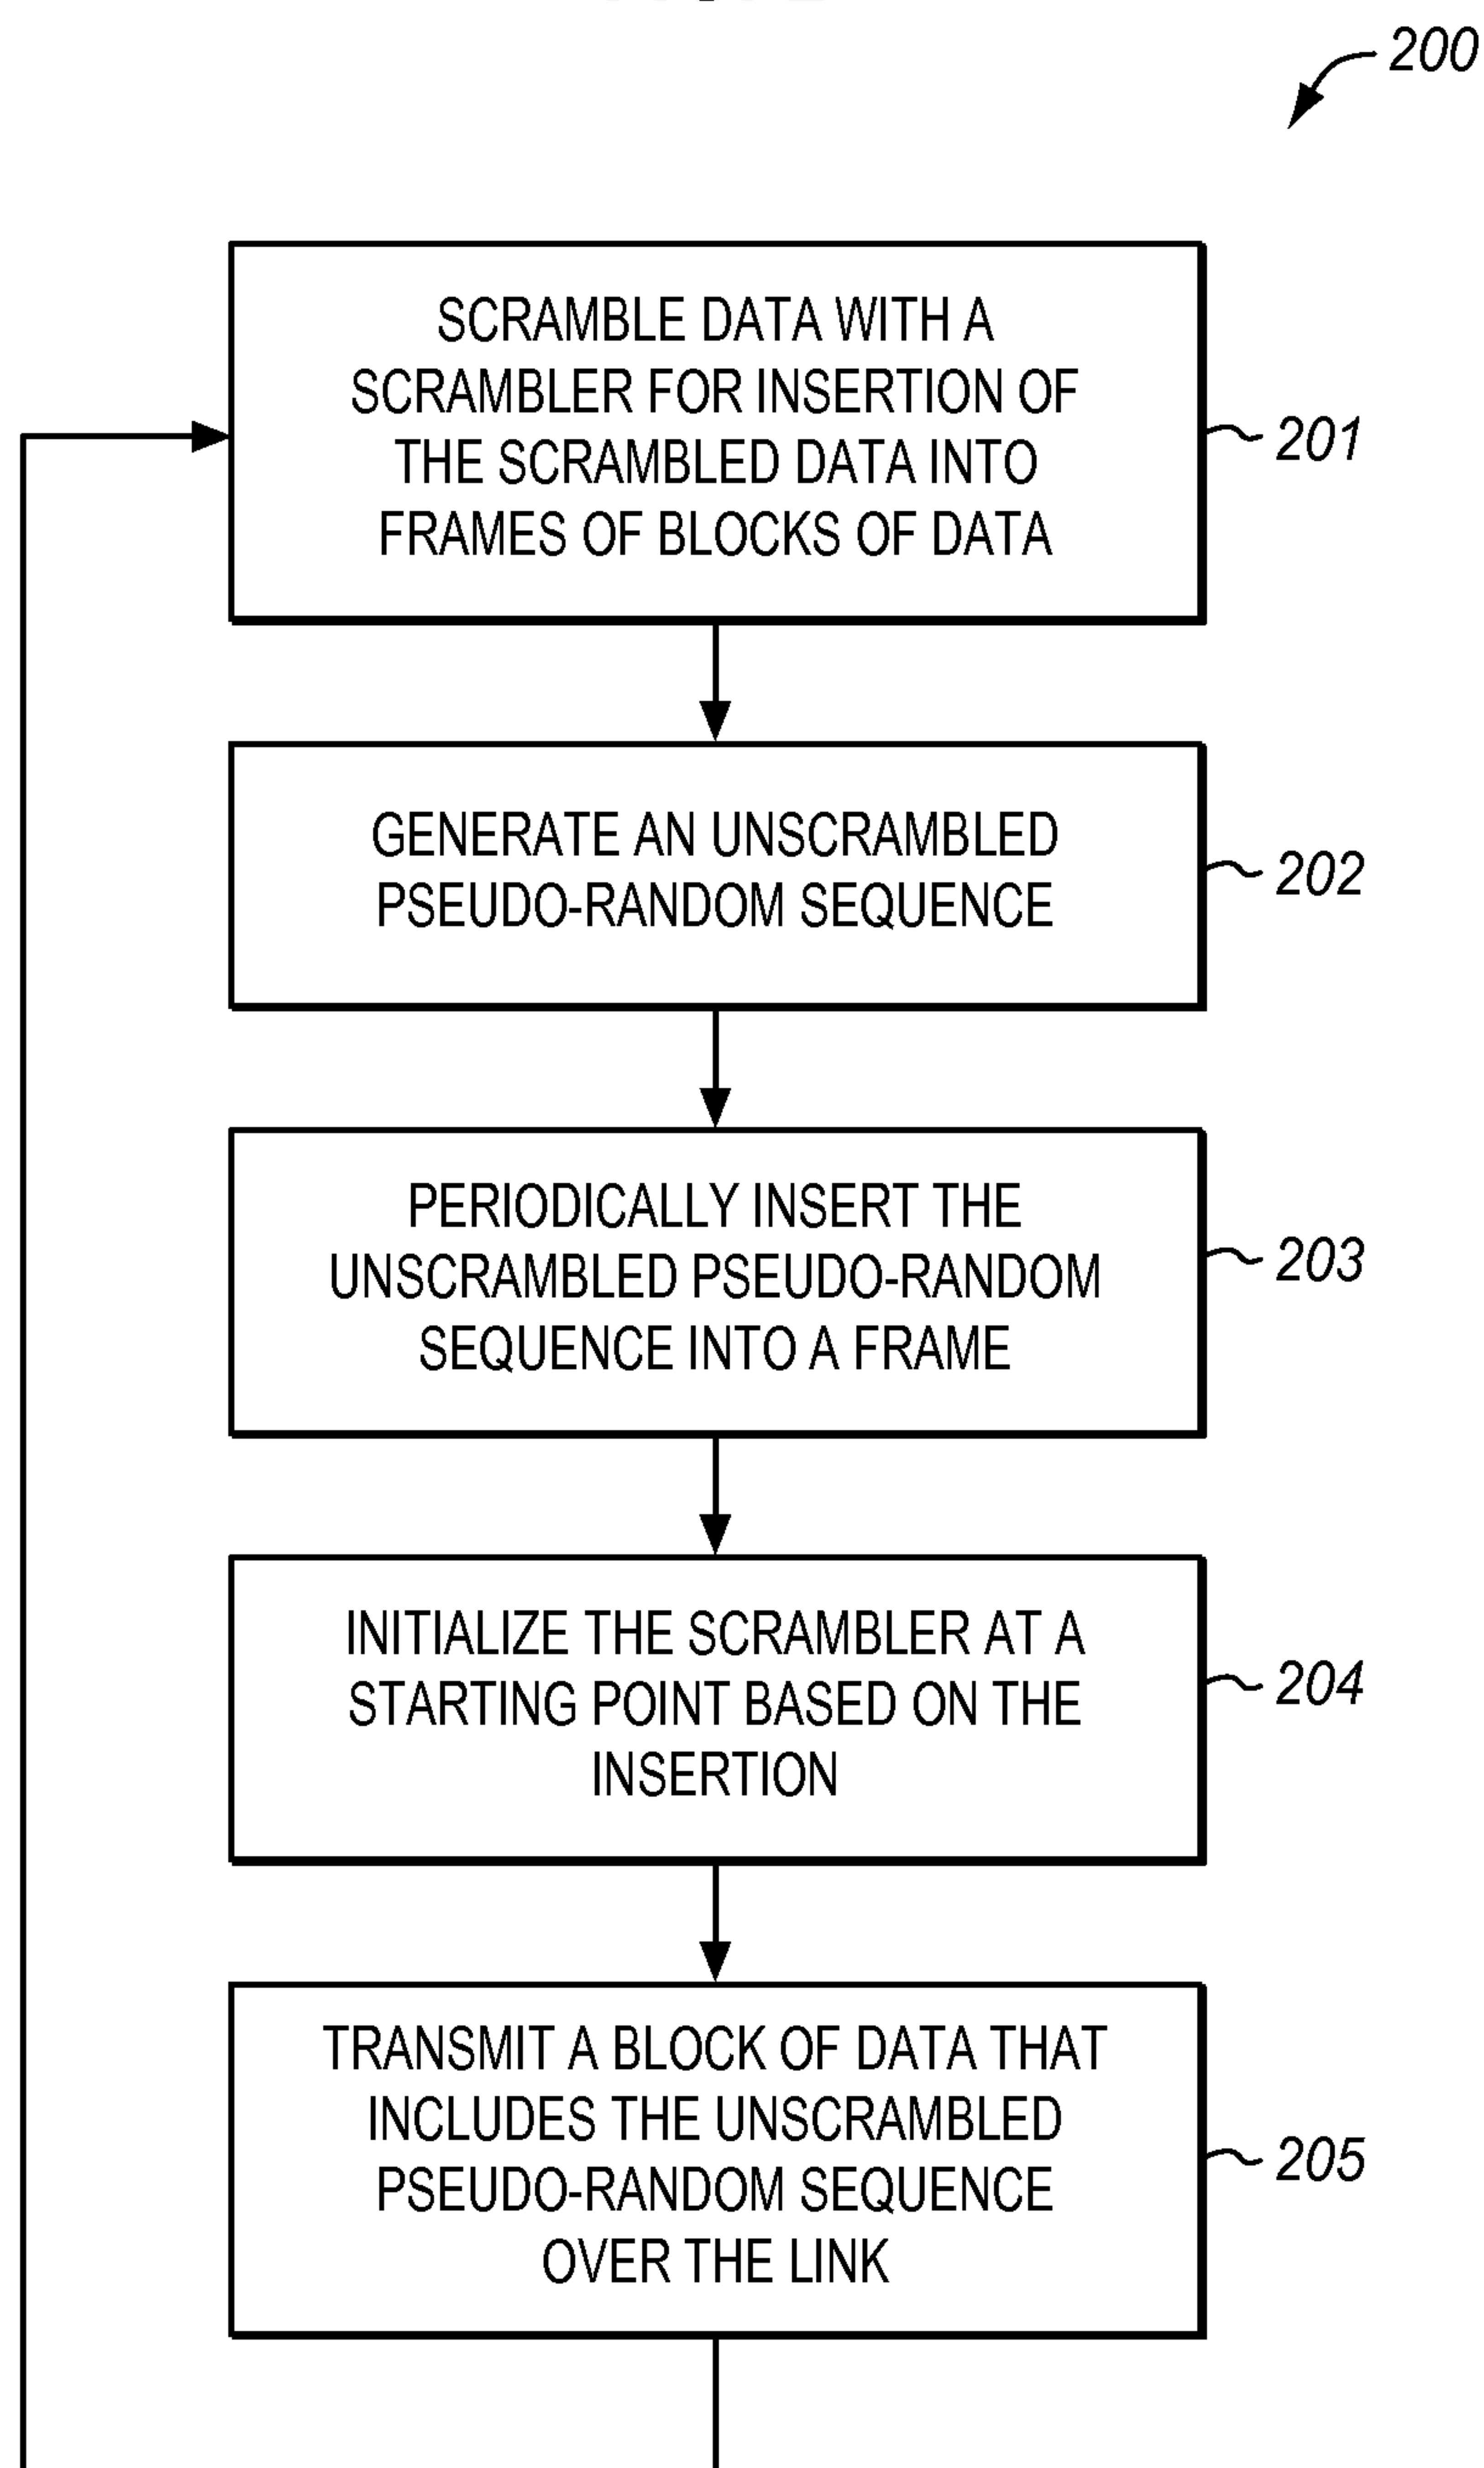 200
SCRAMBLE DATA WITH A
SCRAMBLER FOR INSERTION OF
THE SCRAMBLED DATA INTO
FRAMES OF BLOCKS OF DATA
201
GENERATE AN UNSCRAMBLED
PSEUDO-RANDOM SEQUENCE
202
PERIODICALLY INSERT THE
UNSCRAMBLED PSEUDO-RANDOM
SEQUENCE INTO A FRAME
203
INITIALIZE THE SCRAMBLER AT A
STARTING POINT BASED ON THE
INSERTION
204
TRANSMIT A BLOCK OF DATA THAT
INCLUDES THE UNSCRAMBLED
PSEUDO-RANDOM SEQUENCE
OVER THE LINK
205